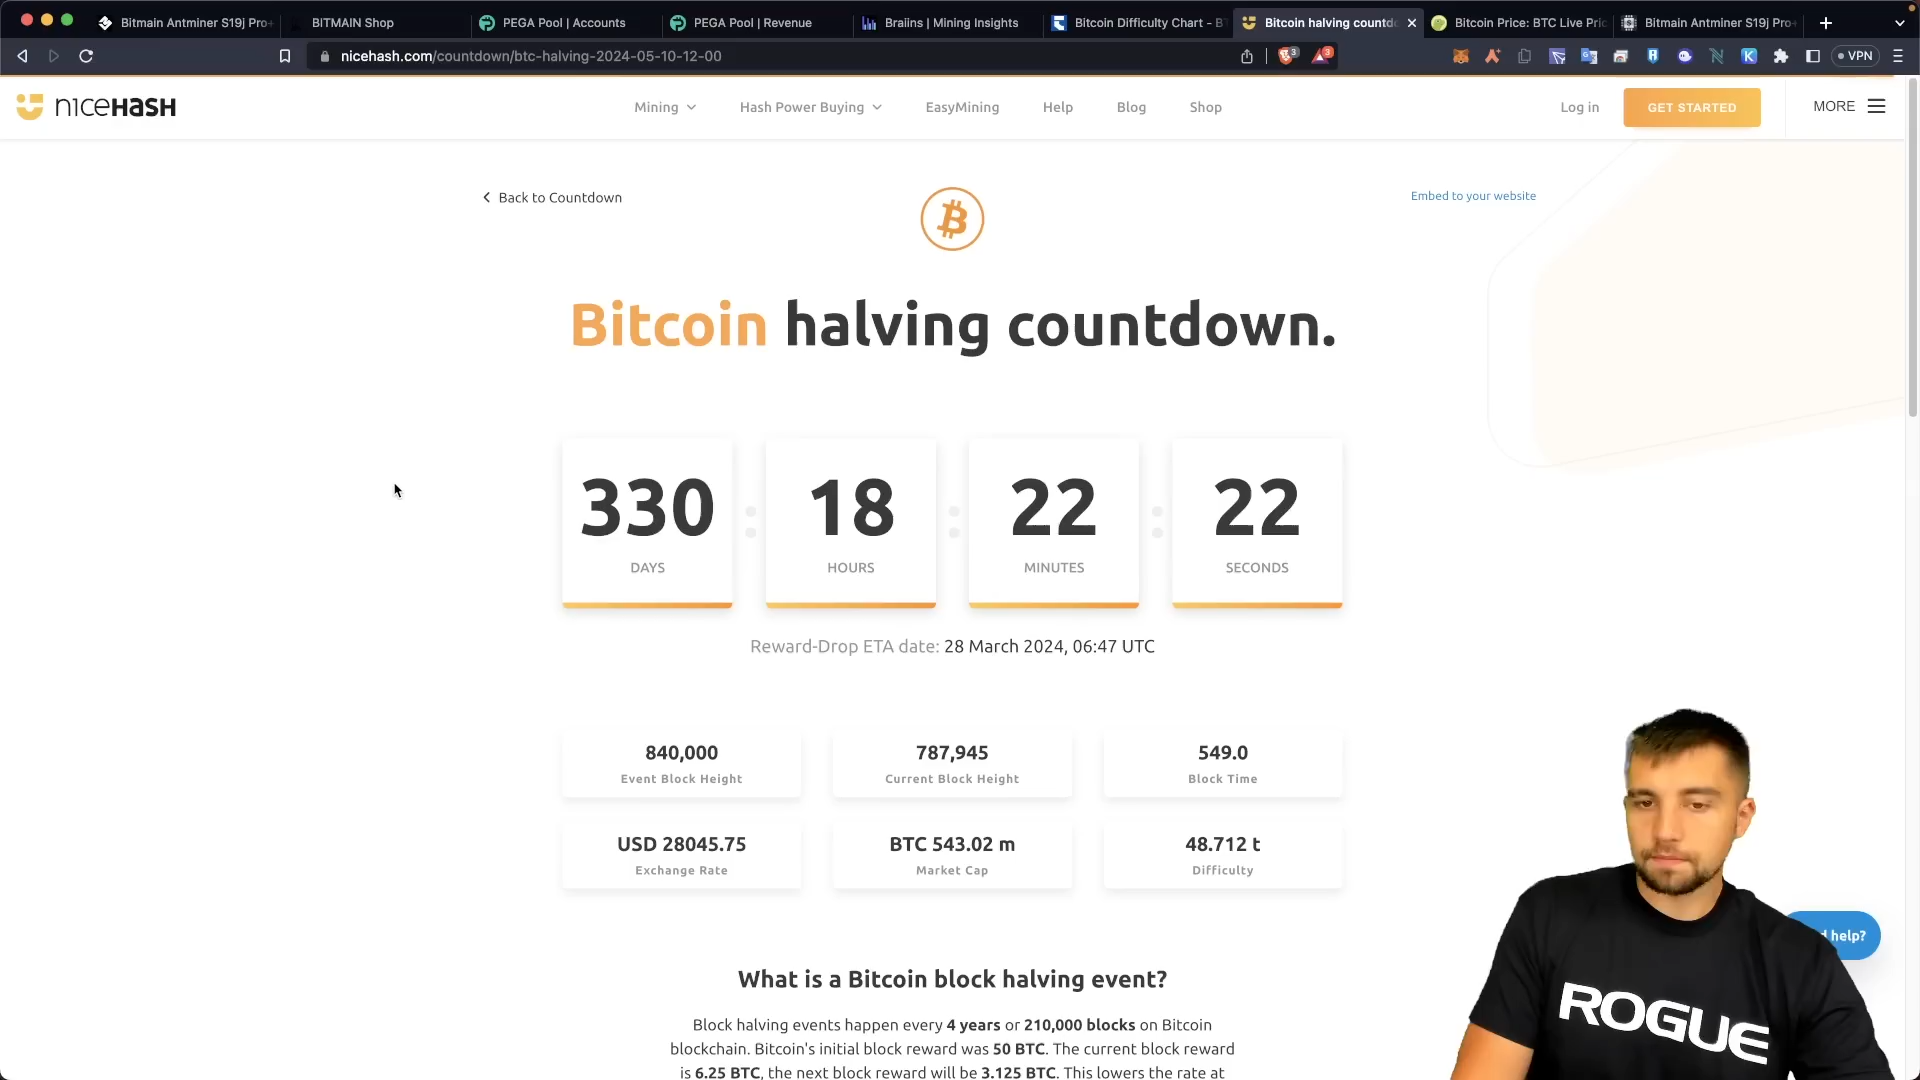 Bitmain Antminer S19j Pro+
BITMAIN Shop
PEGA Pool | Accounts
PEGA Pool | Revenue
Braiins | Mining Insights
Bitcoin Difficulty Chart - B
Bitcoin halving countdo
Bitcoin Price: BTC Live Pric
Bitmain Antminer S19j Pro+
nicehash.com/countdown/btc-halving-2024-05-10-12-00
3
3
VPN
niceHASH
Mining
Hash Power Buying
EasyMining
Help
Blog
Shop
Log in
GET STARTED
MORE
Back to Countdown
Embed to your website
Bitcoin halving countdown.
330 : 18 : 22 : 22
DAYS HOURS MINUTES SECONDS
Reward-Drop ETA date: 28 March 2024, 06:47 UTC
840,000
Event Block Height
787,945
Current Block Height
549.0
Block Time
USD 28045.75
Exchange Rate
BTC 543.02 m
Market Cap
48.712 t
Difficulty
help?
What is a Bitcoin block halving event?
Block halving events happen every 4 years or 210,000 blocks on Bitcoin
blockchain. Bitcoin's initial block reward was 50 BTC. The current block reward
is 6.25 BTC, the next block reward will be 3.125 BTC. This lowers the rate at
ROGUE